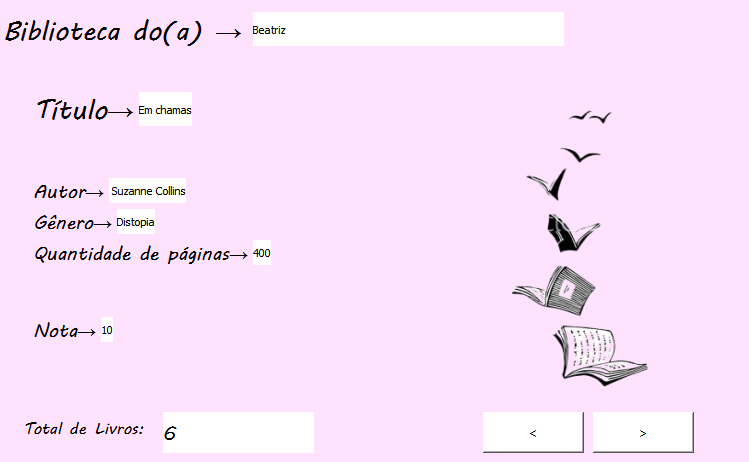 Biblioteca do(a) → Beatriz
Título→ Em chamas
Autor→ Suzanne Collins
Gênero→ Distopia
Quantidade de páginas→ 400
Nota→ 10
Total de Livros: 6
< >